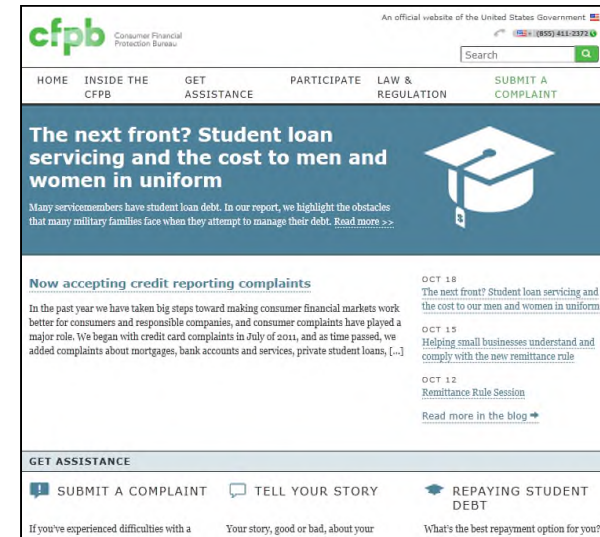 An official website of the United States Government
cfpb Consumer Financial
Protection Bureau
(855) 411-2372
Search
HOME INSIDE THE CFPB GET ASSISTANCE PARTICIPATE LAW & REGULATION SUBMIT A COMPLAINT
The next front? Student loan
servicing and the cost to men and
women in uniform
Many servicemembers have student loan debt. In our report, we highlight the obstacles
that many military families face when they attempt to manage their debt. Read more >>
$
Now accepting credit reporting complaints
In the past year we have taken big steps toward making consumer financial markets work
better for consumers and responsible companies, and consumer complaints have played a
major role. We began with credit card complaints in July of 2011, and as time passed, we
added complaints about mortgages, bank accounts and services, private student loans, [...]
OCT 18
The next front? Student loan servicing and
the cost to our men and women in uniform
OCT 15
Helping small businesses understand and
comply with the new remittance rule
OCT 12
Remittance Rule Session
Read more in the blog
GET ASSISTANCE
! SUBMIT A COMPLAINT
If you've experienced difficulties with a
TELL YOUR STORY
Your story, good or bad, about your
REPAYING STUDENT
DEBT
What's the best repayment option for you?